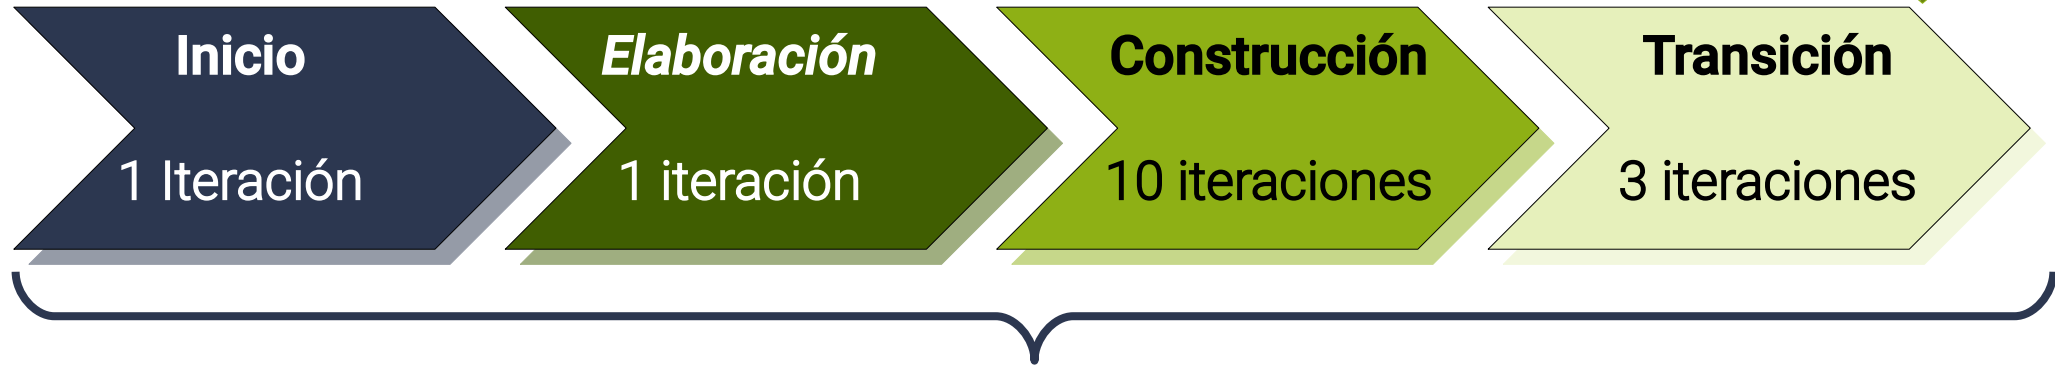 Inicio
1 Iteración
Elaboración
1 iteración
Construcción
10 iteraciones
Transición
3 iteraciones